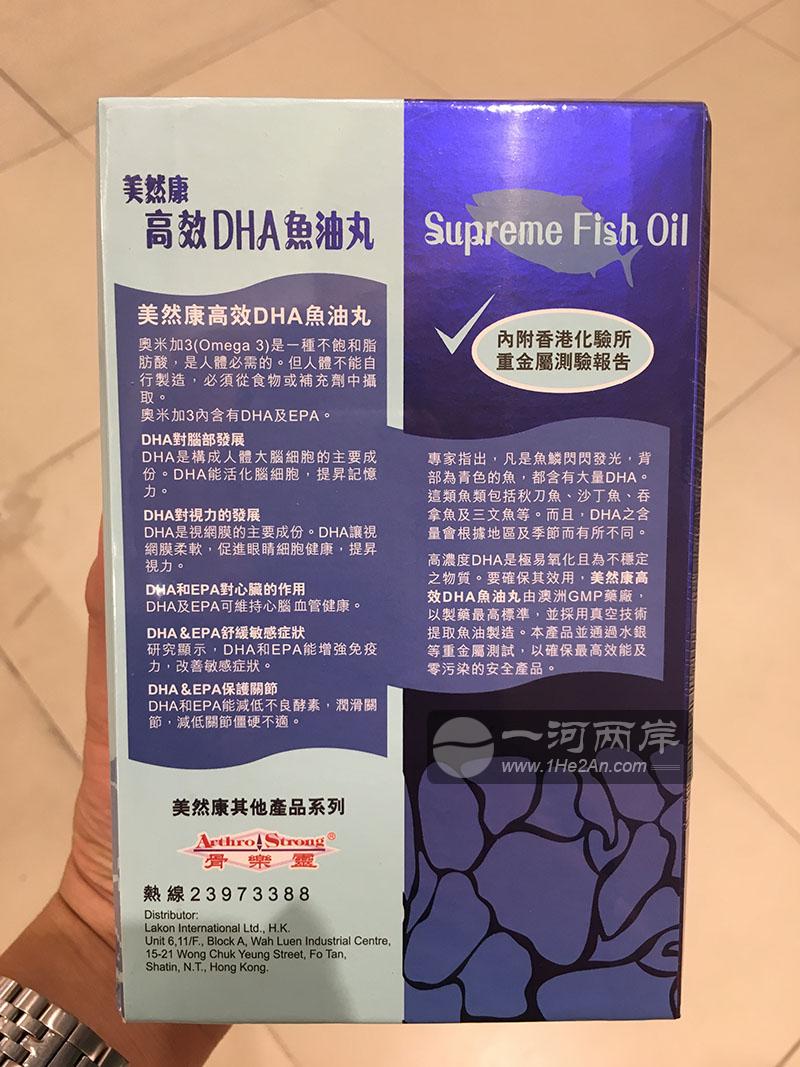 美然康
高效DHA魚油丸
美然康高效DHA魚油丸
奧米加3(Omega 3)是一種不飽和脂
肪酸，是人體必需的。但人體不能自
行製造，必須從食物或補充劑中攝
取。
奧米加3內含有DHA及EPA。
DHA對腦部發展
DHA是構成人體大腦細胞的主要成
份。DHA能活化腦細胞，提昇記憶
力。
DHA對視力的發展
DHA是視網膜的主要成份。DHA讓視
網膜柔軟，促進眼睛細胞健康，提昇
視力。
DHA和EPA對心臟的作用
DHA及EPA可維持心腦血管健康。
DHA＆EPA舒緩敏感症狀
研究顯示，DHA和EPA能增強免疫
力，改善敏感症狀。
DHA＆EPA保護關節
DHA和EPA能減低不良酵素，潤滑關
節，減低關節僵硬不適。
美然康其他產品系列
Arthro Strong®
骨樂靈
熱線23973388
Distributor:
Lakon International Ltd., H.K.
Unit 6,11/F., Block A, Wah Luen Industrial Centre,
15-21 Wong Chuk Yeung Street, Fo Tan,
Shatin, N.T., Hong Kong.
Supreme Fish Oil
內附香港化驗所
重金屬測驗報告
專家指出，凡是魚鱗閃閃發光，背
部為青色的魚，都含有大量DHA。
這類魚類包括秋刀魚、沙丁魚、吞
拿魚及三文魚等。而且，DHA之含
量會根據地區及季節而有所不同。
高濃度DHA是極易氧化且為不穩定
之物質。要確保其效用，美然康高
效DHA魚油丸由澳洲GMP藥廠，
以製藥最高標準，並採用真空技術
提取魚油製造。本產品並通過水銀
等重金屬測試，以確保最高效能及
零污染的安全產品。
一河两岸
www.1He2An.com